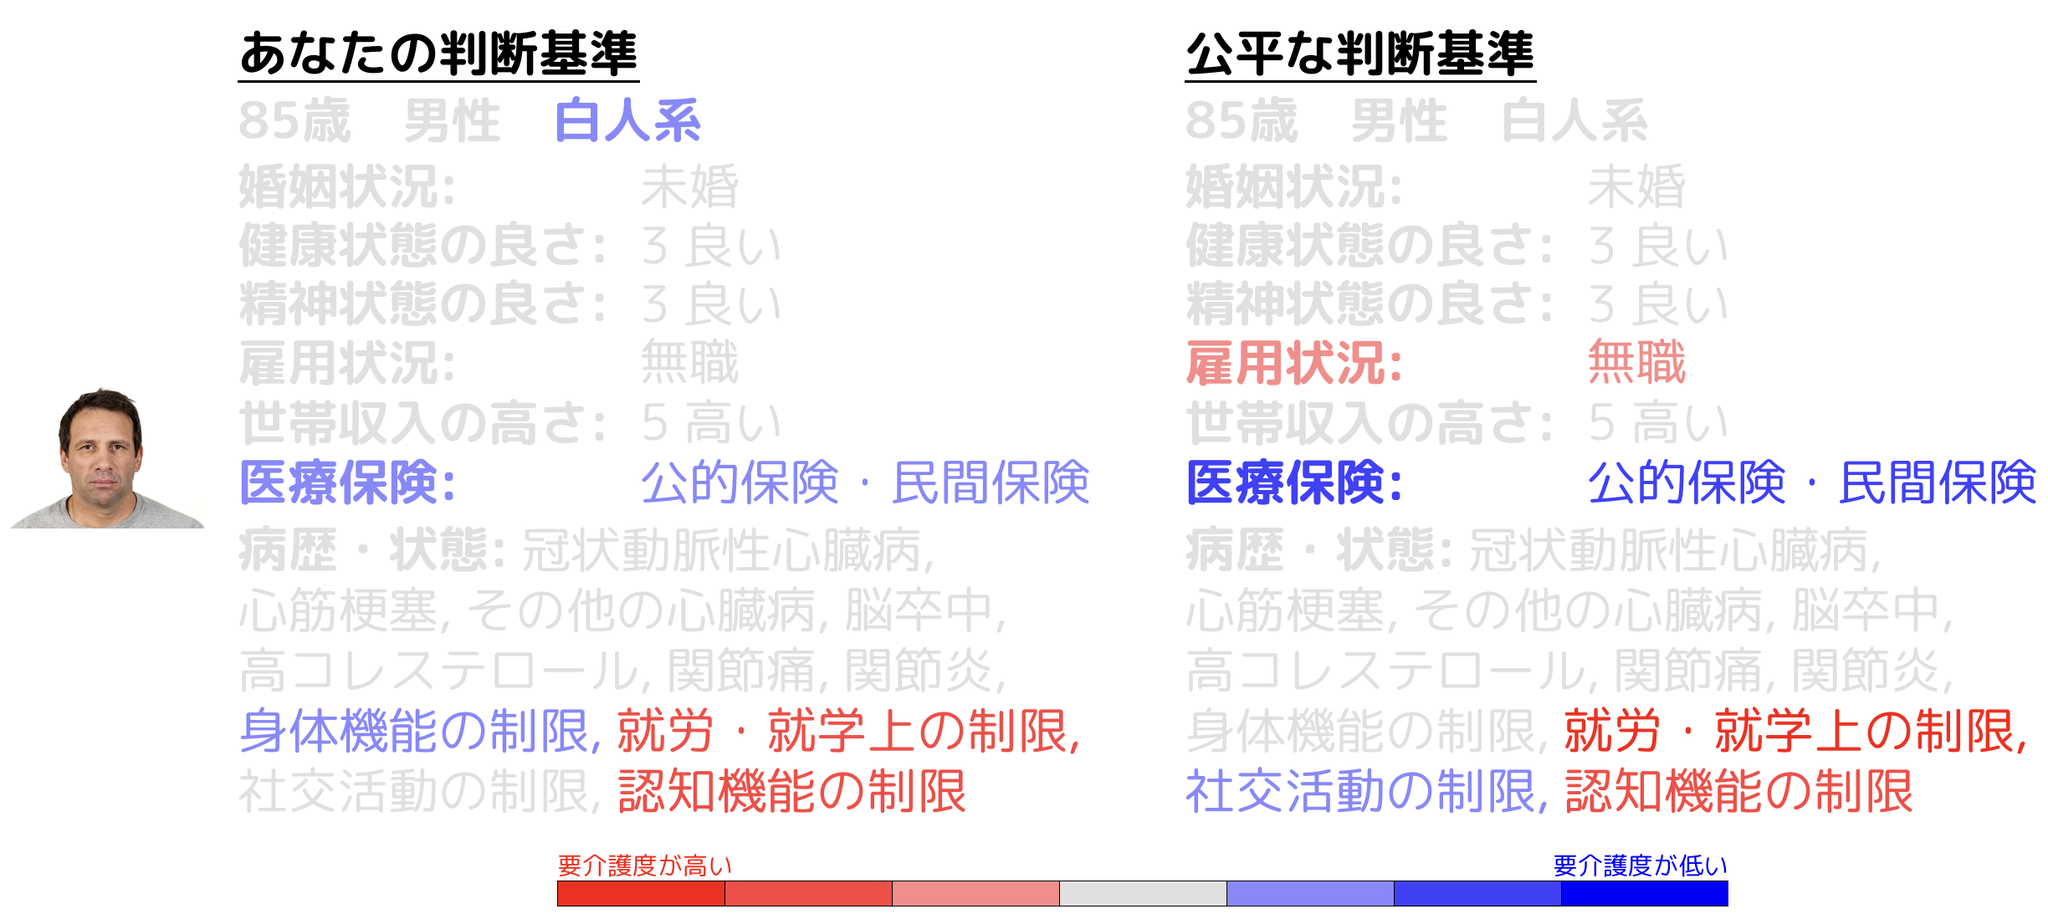 あなたの判断基準
85歳 男性 白人系
婚姻状況: 未婚
健康状態の良さ: 3 良い
精神状態の良さ: 3 良い
雇用状況: 無職
世帯収入の高さ: 5 高い
医療保険: 公的保険・民間保険
病歴・状態: 冠状動脈性心臓病,
心筋梗塞, その他の心臓病, 脳卒中,
高コレステロール, 関節痛, 関節炎,
身体機能の制限, 就労・就学上の制限,
社交活動の制限, 認知機能の制限
公平な判断基準
85歳 男性 白人系
婚姻状況: 未婚
健康状態の良さ: 3 良い
精神状態の良さ: 3 良い
雇用状況: 無職
世帯収入の高さ: 5 高い
医療保険: 公的保険・民間保険
病歴・状態: 冠状動脈性心臓病,
心筋梗塞, その他の心臓病, 脳卒中,
高コレステロール, 関節痛, 関節炎,
身体機能の制限, 就労・就学上の制限,
社交活動の制限, 認知機能の制限
要介護度が高い 要介護度が低い